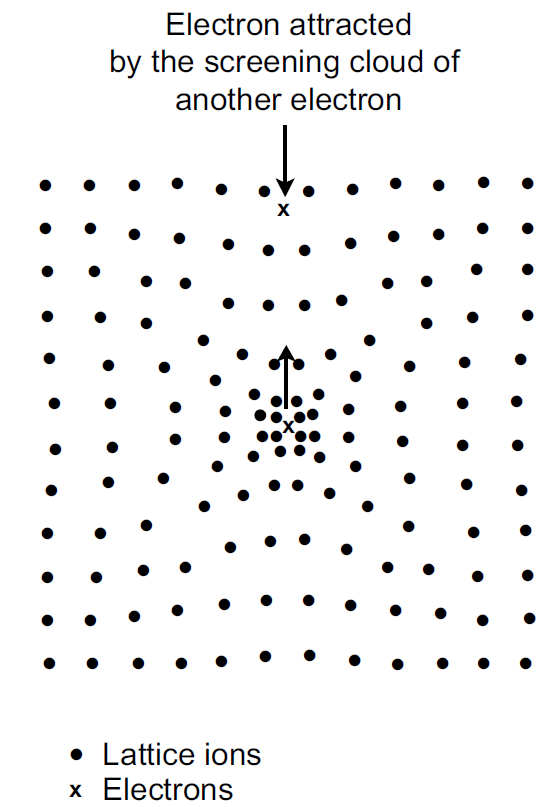 Electron attracted
by the screening cloud of
another electron
x
x
Lattice ions
x Electrons